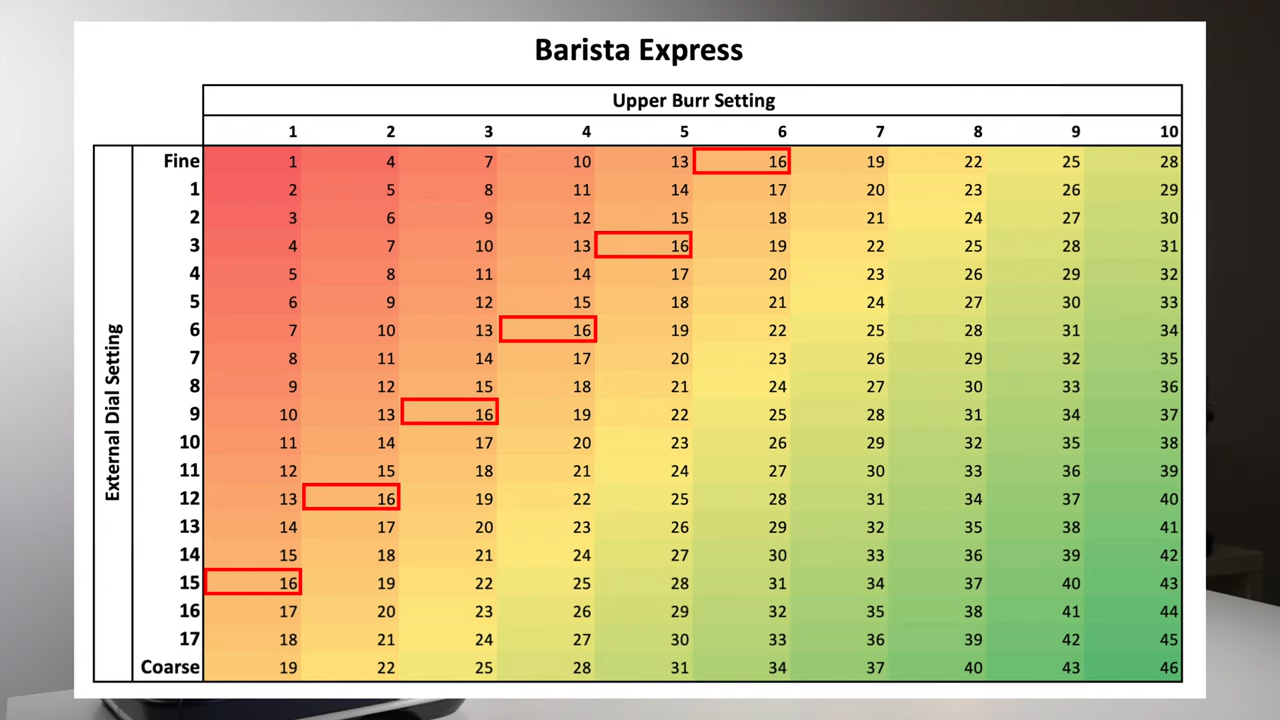 Barista Express
Upper Burr Setting
1 2 3 4 5 6 7 8 9 10
External Dial Setting
Fine 1 4 7 10 13 16 19 22 25 28
1 2 5 8 11 14 17 20 23 26 29
2 3 6 9 12 15 18 21 24 27 30
3 4 7 10 13 16 19 22 25 28 31
4 5 8 11 14 17 20 23 26 29 32
5 6 9 12 15 18 21 24 27 30 33
6 7 10 13 16 19 22 25 28 31 34
7 8 11 14 17 20 23 26 29 32 35
8 9 12 15 18 21 24 27 30 33 36
9 10 13 16 19 22 25 28 31 34 37
10 11 14 17 20 23 26 29 32 35 38
11 12 15 18 21 24 27 30 33 36 39
12 13 16 19 22 25 28 31 34 37 40
13 14 17 20 23 26 29 32 35 38 41
14 15 18 21 24 27 30 33 36 39 42
15 16 19 22 25 28 31 34 37 40 43
16 17 20 23 26 29 32 35 38 41 44
17 18 21 24 27 30 33 36 39 42 45
Coarse 19 22 25 28 31 34 37 40 43 46